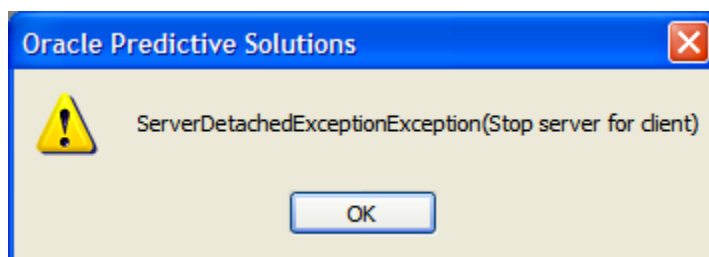 Oracle Predictive Solutions
ServerDetachedExceptionException(Stop server for client)
OK